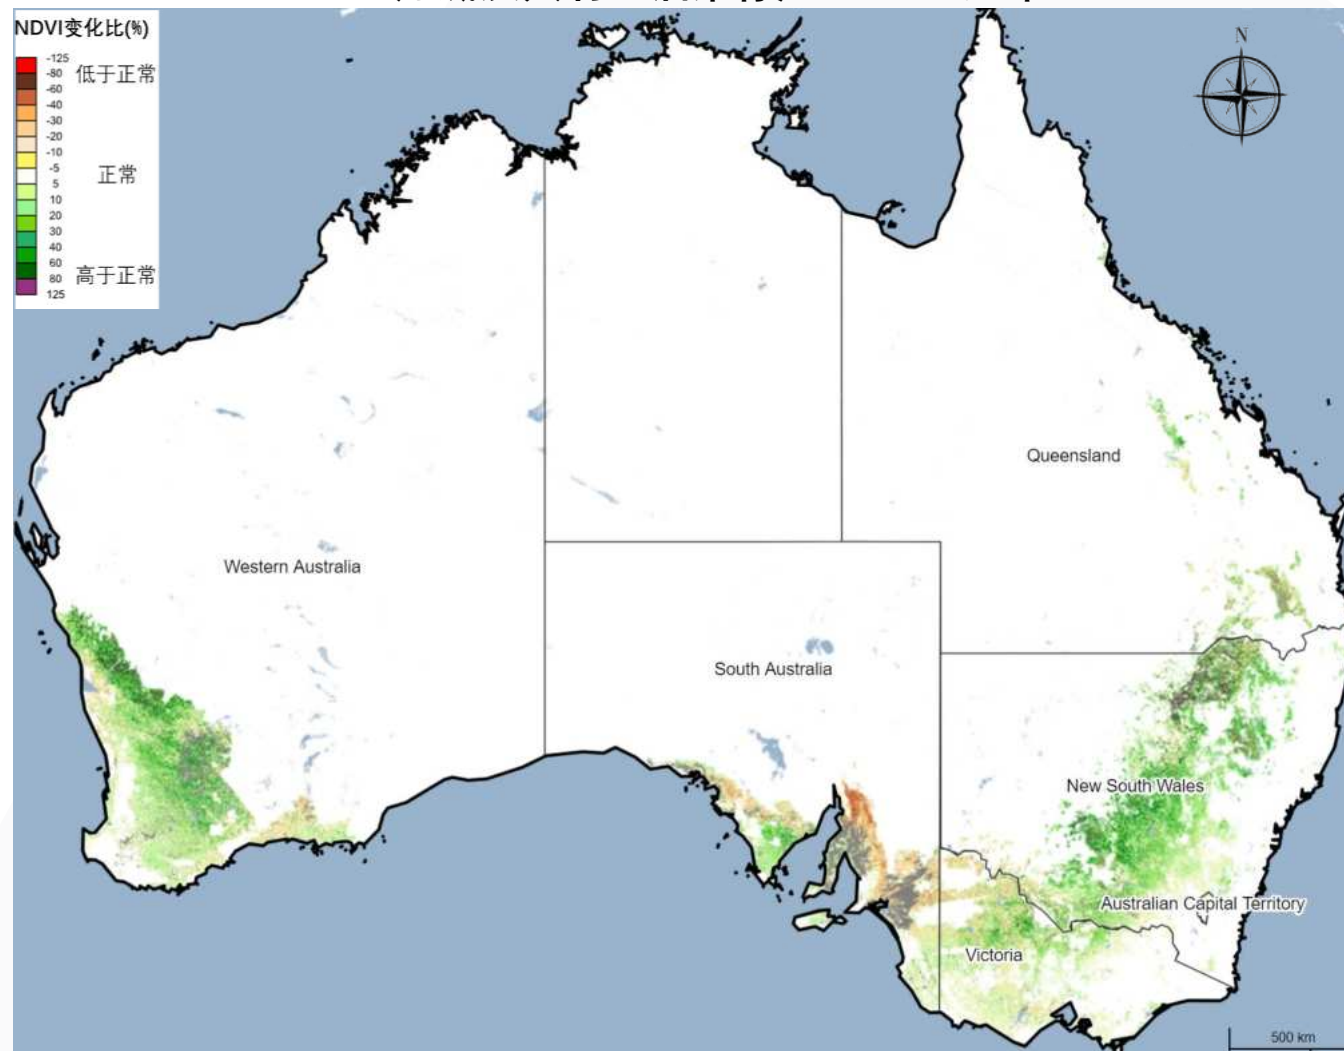 NDVI变化比(%)
-125
-80
低于正常
-60
-40
-30
-20
-10
-5
正常
5
10
20
30
40
60
80
高于正常
125
N
Queensland
Western Australia
South Australia
New South Wales
Australian Capital Territory
Victoria
500 km